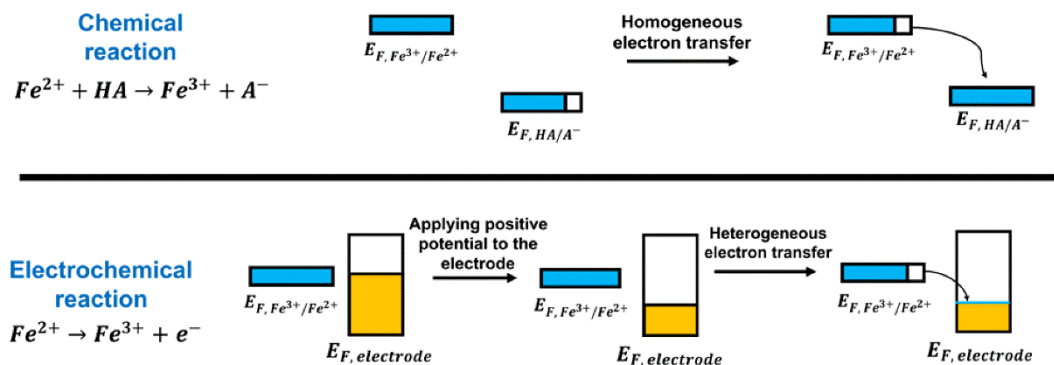 Chemical
reaction
Fe²⁺ + HA → Fe³⁺ + A⁻
E_F, Fe³⁺/Fe²⁺
E_F, HA/A⁻
Homogeneous
electron transfer
E_F, Fe³⁺/Fe²⁺
E_F, HA/A⁻
Electrochemical
reaction
Fe²⁺ → Fe³⁺ + e⁻
E_F, Fe³⁺/Fe²⁺
E_F, electrode
Applying positive
potential to the
electrode
E_F, Fe³⁺/Fe²⁺
E_F, electrode
Heterogeneous
electron transfer
E_F, Fe³⁺/Fe²⁺
E_F, electrode